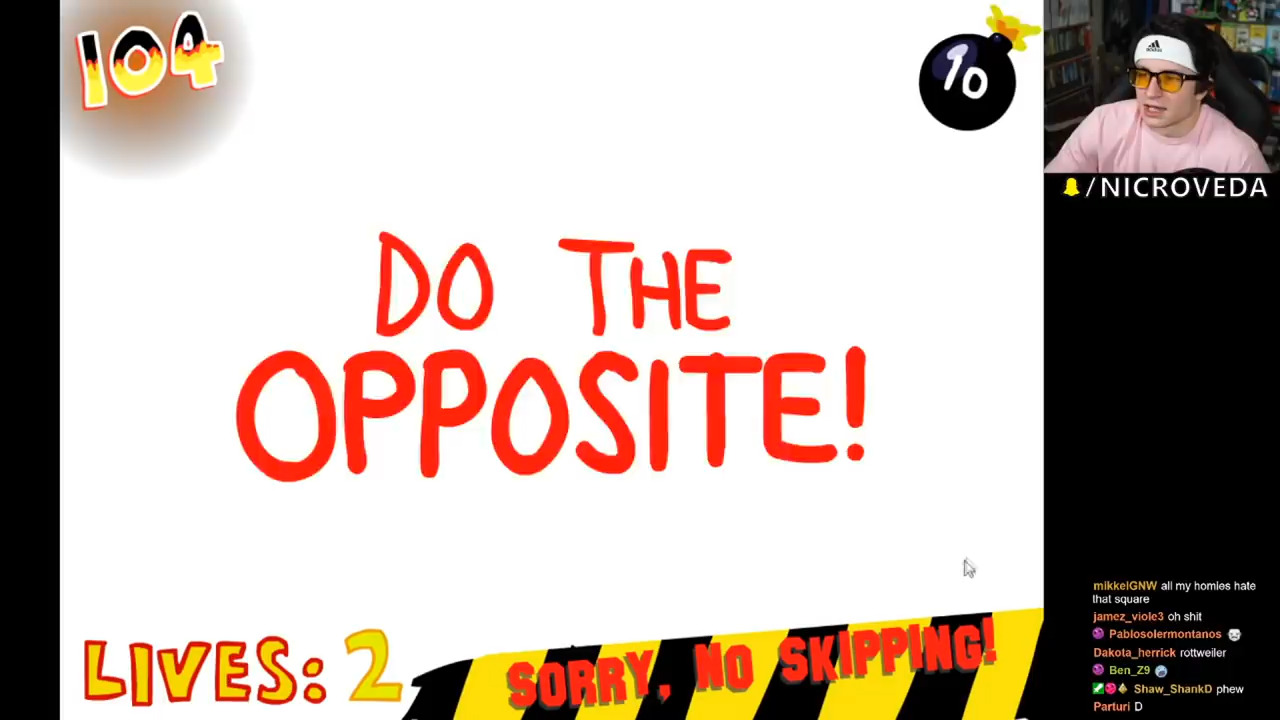 104
10
DO THE
OPPOSITE!
LIVES: 2
SORRY, NO SKIPPING!
adidas
/NICROVEDA
mikkelGNW all my homies hate
that square
jamez_viole3 oh shit
Pablosolermontanos
Dakota_herrick rottweiler
Ben_Z9
Shaw_ShankD phew
Parturi D